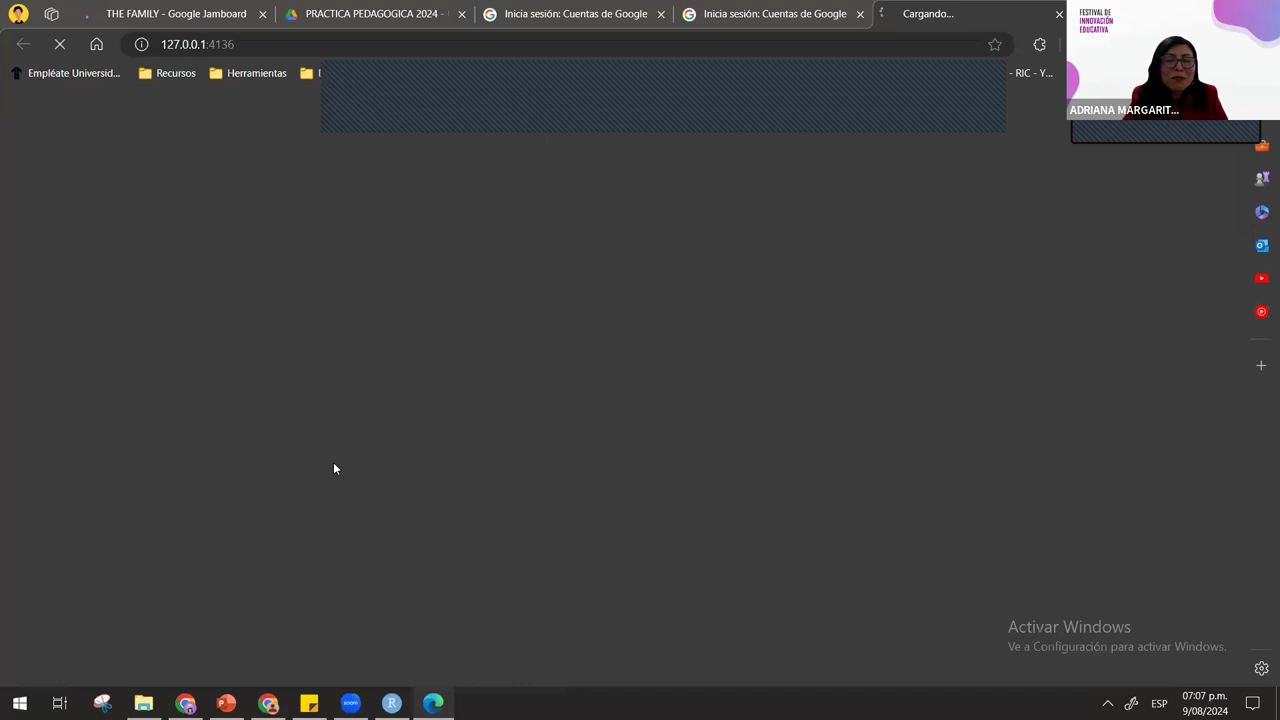 THE FAMILY - Google Jamboard
PRACTICA PEDAGOGICA 2024
Inicia sesión: Cuentas de Google
Inicia sesión: Cuentas de Google
Cargando...
127.0.0.1:4136
Empléate Universid...
Recursos
Herramientas
- RIC - Y...
FESTIVAL DE
INNOVACIÓN
EDUCATIVA
ADRIANA MARGARIT...
Activar Windows
Ve a Configuración para activar Windows.
zoom
R
ESP
07:07 p.m.
9/08/2024